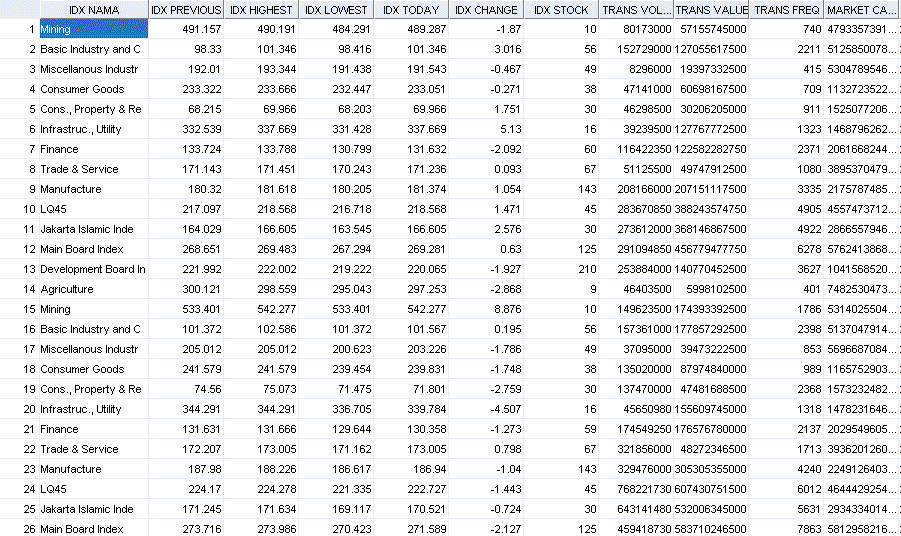 IDX NAMA IDX PREVIOUS IDX HIGHEST IDX LOWEST IDX TODAY IDX CHANGE IDX STOCK TRANS VOL... TRANS VALUE TRANS FREQ MARKET CA...
1 Mining 491.157 490.191 484.291 489.287 -1.87 10 80173000 57155745000 740 4793357391...
2 Basic Industry and C 98.33 101.346 98.416 101.346 3.016 56 152729000 127055617500 2211 5125850078...
3 Miscellanous Industr 192.01 193.344 191.438 191.543 -0.467 49 8296000 19397332500 415 5304789546...
4 Consumer Goods 233.322 233.666 232.447 233.051 -0.271 38 47141000 60698167500 709 1132723522...
5 Cons., Property & Re 68.215 69.966 68.203 69.966 1.751 30 46298500 30206205000 911 1525077206...
6 Infrastruc., Utility 332.539 337.669 331.428 337.669 5.13 16 39239500 127767772500 1323 1468796262...
7 Finance 133.724 133.788 130.799 131.632 -2.092 60 116422350 122582282750 2371 2061668244...
8 Trade & Service 171.143 171.451 170.243 171.236 0.093 67 51125500 49747912500 1080 3895370479...
9 Manufacture 180.32 181.618 180.205 181.374 1.054 143 208166000 207151117500 3335 2175787485...
10 LQ45 217.097 218.568 216.718 218.568 1.471 45 283670850 388243574750 4905 4557473712...
11 Jakarta Islamic Inde 164.029 166.605 163.545 166.605 2.576 30 273612000 368146867500 4922 2866557946...
12 Main Board Index 268.651 269.483 267.294 269.281 0.63 125 291094850 456779477750 6278 5762413868...
13 Development Board In 221.992 222.002 219.222 220.065 -1.927 210 253884000 140770452500 3627 1041568520...
14 Agriculture 300.121 298.559 295.043 297.253 -2.868 9 46403500 5998102500 401 7482530473...
15 Mining 533.401 542.277 533.401 542.277 8.876 10 149623500 174393392500 1786 5314025504...
16 Basic Industry and C 101.372 102.586 101.372 101.567 0.195 56 157361000 177857292500 2398 5137047914...
17 Miscellanous Industr 205.012 205.012 200.623 203.226 -1.786 49 37095000 39473222500 853 5696687084...
18 Consumer Goods 241.579 241.579 239.454 239.831 -1.748 38 135020000 87974840000 989 1165752903...
19 Cons., Property & Re 74.56 75.073 71.475 71.801 -2.759 30 137470000 47481688500 2368 1573232482...
20 Infrastruc., Utility 344.291 344.291 336.705 339.784 -4.507 16 45650980 155609745000 1318 1478231646...
21 Finance 131.631 131.666 129.644 130.358 -1.273 59 174549250 176576780000 2137 2029549605...
22 Trade & Service 172.207 173.005 171.162 173.005 0.798 67 321856000 48272346500 1713 3936201260...
23 Manufacture 187.98 188.226 186.617 186.94 -1.04 143 329476000 305305355000 4240 2249126403...
24 LQ45 224.17 224.278 221.335 222.727 -1.443 45 768221730 607430751500 6012 4644429254...
25 Jakarta Islamic Inde 171.245 171.634 169.117 170.521 -0.724 30 643141480 532006345000 5631 2934334014...
26 Main Board Index 273.716 273.986 270.423 271.589 -2.127 125 459418730 583710246500 7863 5812958216...